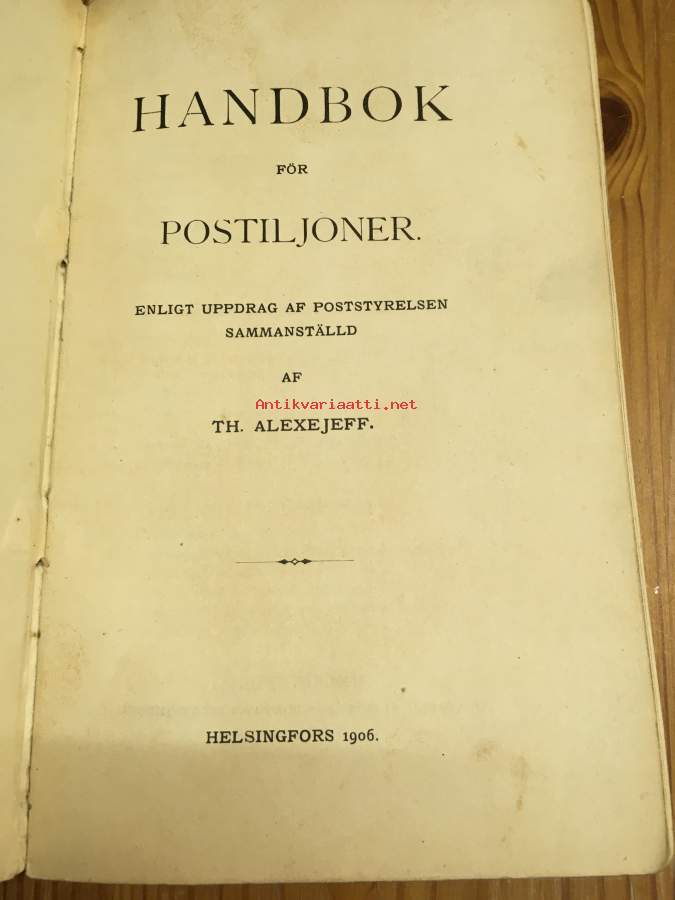 HANDBOK
FÖR
POSTILJONER.
ENLIGT UPPDRAG AF POSTSTYRELSEN
SAMMANSTÄLLD
AF
Antikvariaatti.net
TH. ALEXEJEFF.
HELSINGFORS 1906.